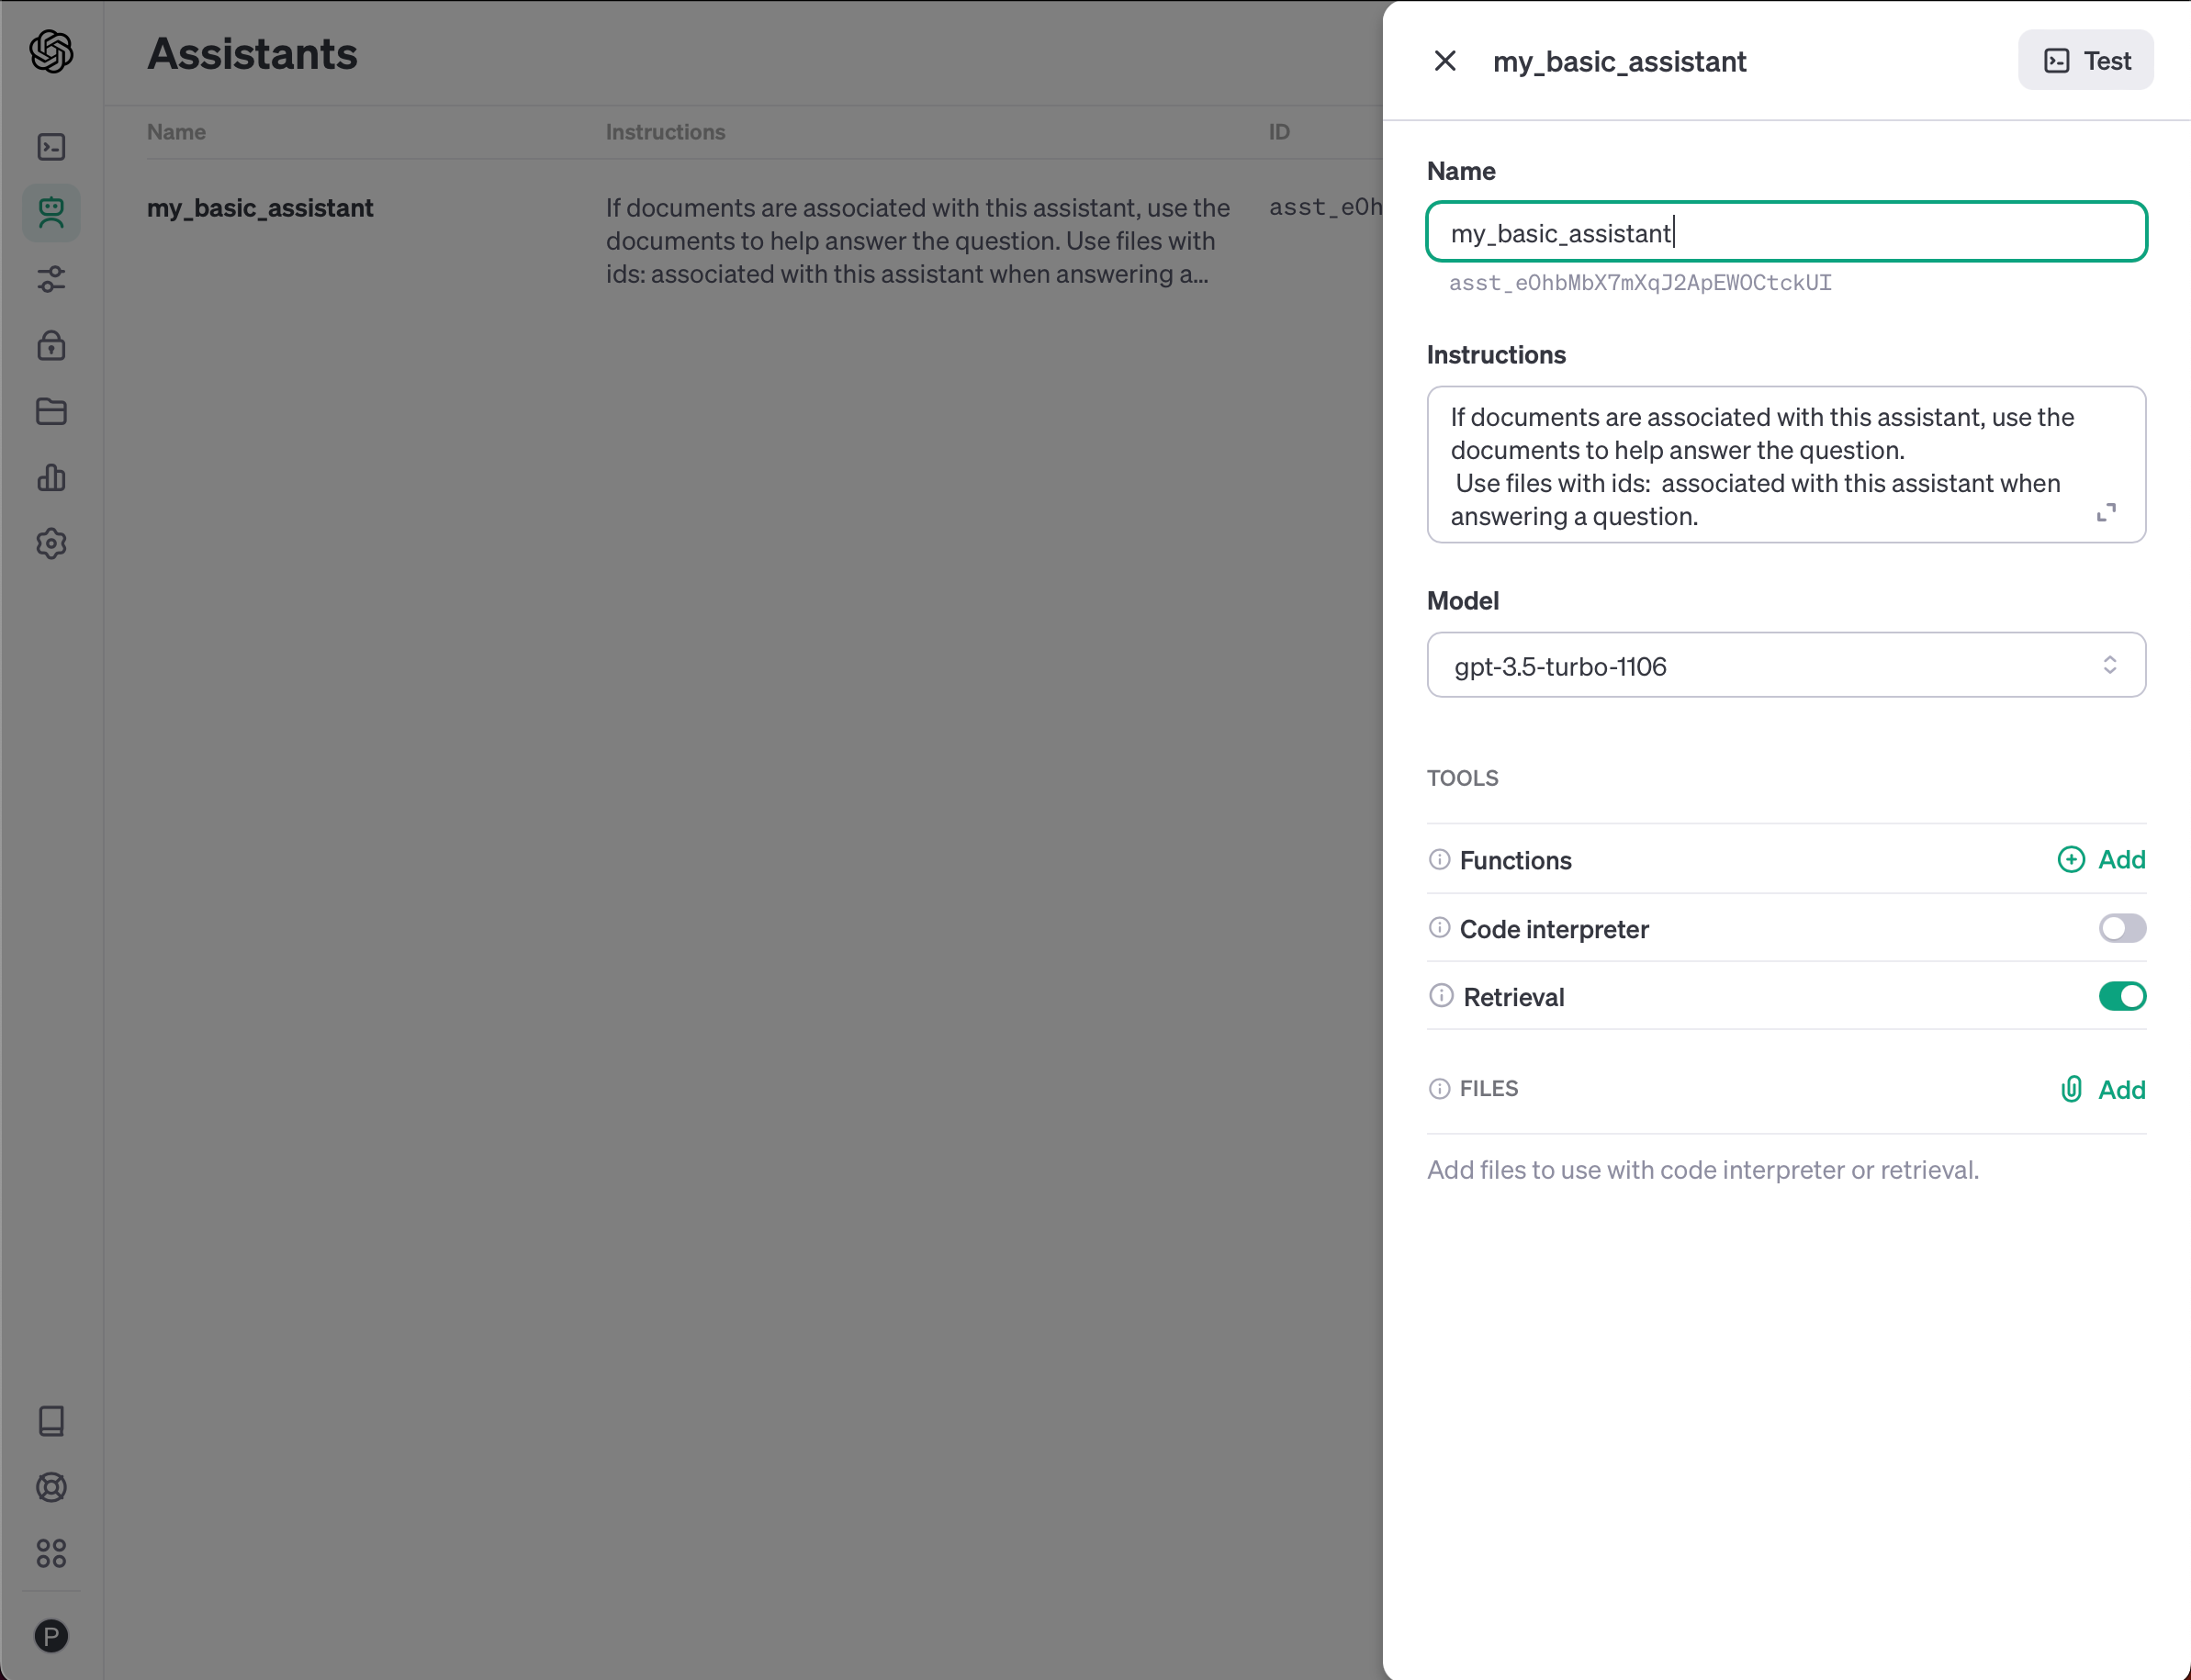 Assistants
Name Instructions ID
my_basic_assistant
If documents are associated with this assistant, use the
documents to help answer the question. Use files with
ids: associated with this assistant when answering a...
asst_e0h
P
my_basic_assistant
Test
Name
my_basic_assistant
asst_e0hbMbX7mXqJ2ApEWOCtckUI
Instructions
If documents are associated with this assistant, use the
documents to help answer the question.
Use files with ids:  associated with this assistant when
answering a question.
Model
gpt-3.5-turbo-1106
TOOLS
Functions Add
Code interpreter
Retrieval
FILES Add
Add files to use with code interpreter or retrieval.